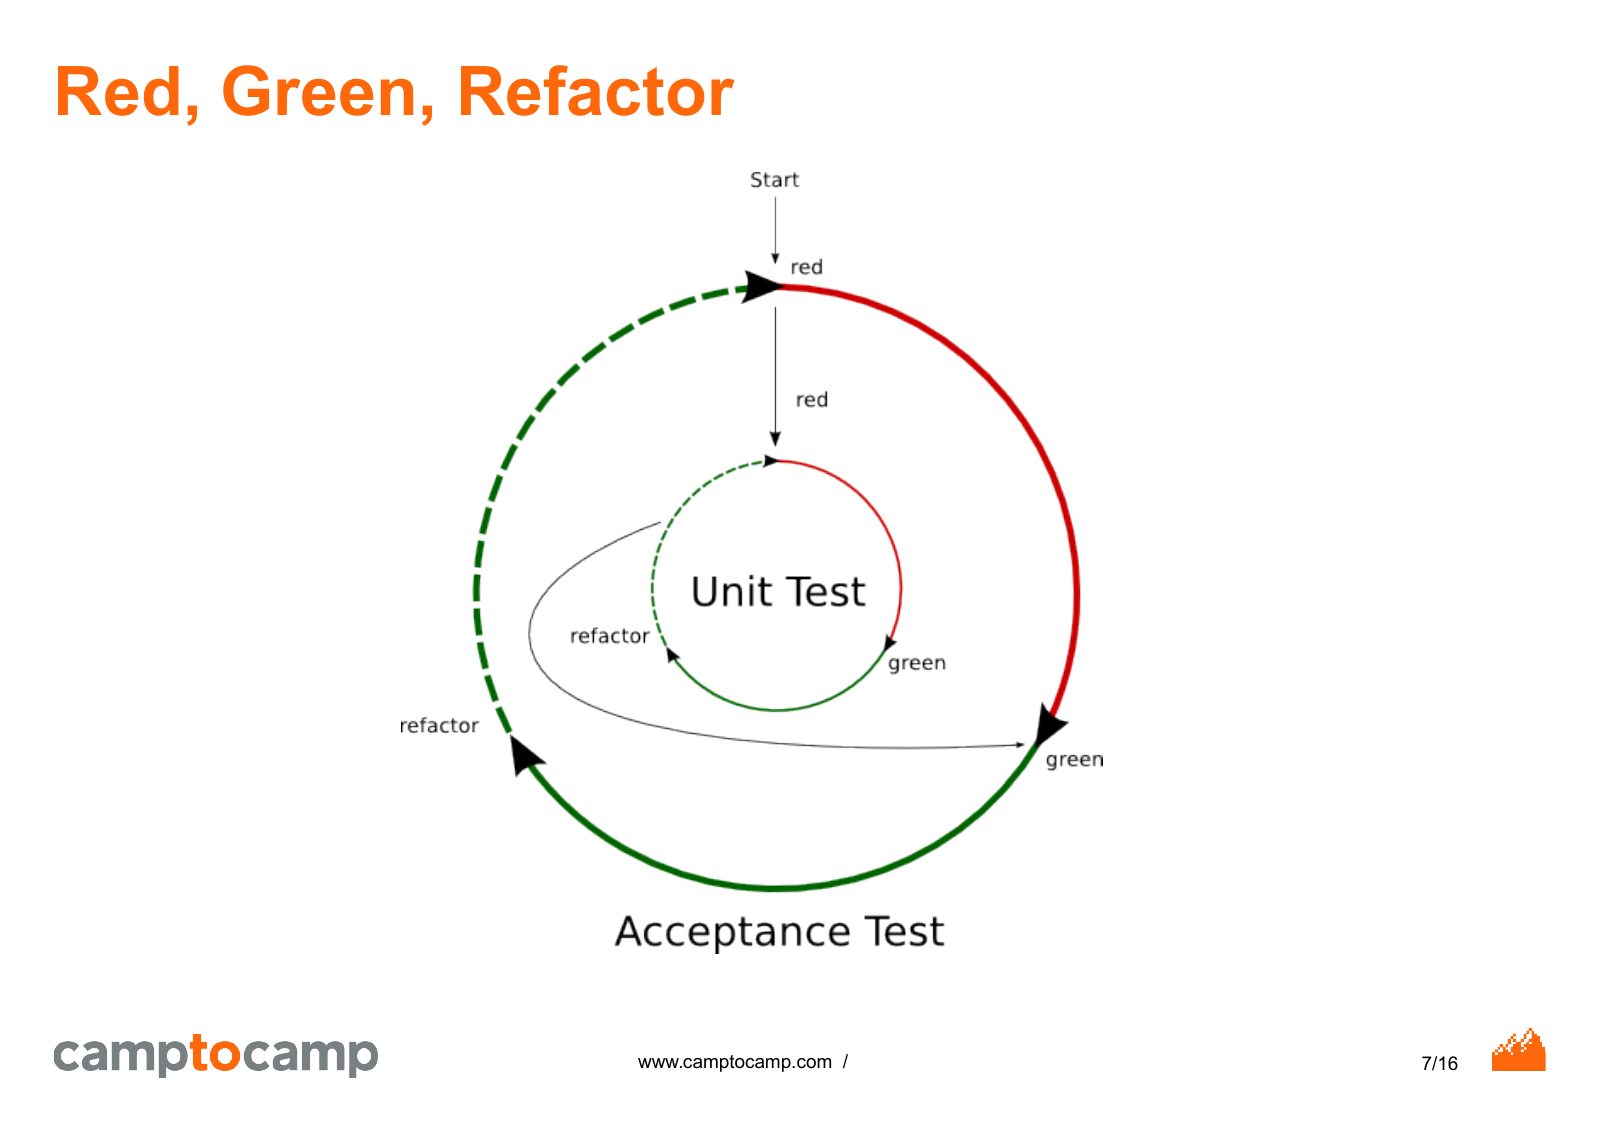 Red, Green, Refactor
Start
red
red
Unit Test
refactor
green
refactor
green
Acceptance Test
camptocamp
www.camptocamp.com /
7/16